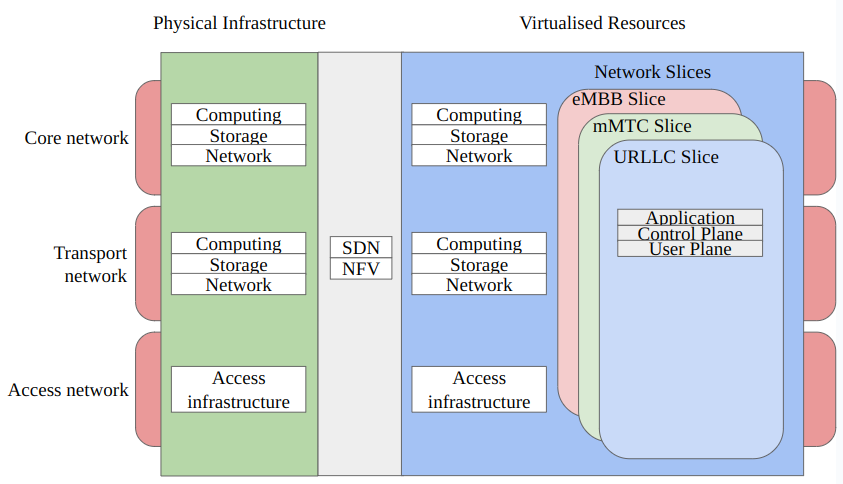 Physical Infrastructure
Virtualised Resources
Network Slices
eMBB Slice
mMTC Slice
URLLC Slice
Core network
Computing
Storage
Network
Computing
Storage
Network
Application
Control Plane
User Plane
Transport
network
Computing
Storage
Network
SDN
NFV
Computing
Storage
Network
Access network
Access
infrastructure
Access
infrastructure